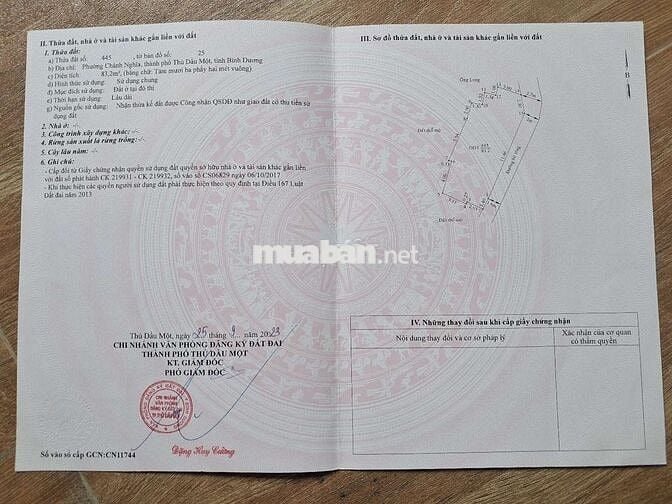 II. Thửa đất, nhà ở và tài sản khác gắn liền với đất
1. Thửa đất:
a) Thửa đất số: 445 , tờ bản đồ số: 25
b) Địa chỉ: Phường Chánh Nghĩa, thành phố Thủ Dầu Một, tỉnh Bình Dương
c) Diện tích: 83,2m², (bằng chữ: Tám mươi ba phẩy hai mét vuông)
d) Hình thức sử dụng: Sử dụng chung
đ) Mục đích sử dụng: Đất ở tại đô thị
e) Thời hạn sử dụng: Lâu dài
g) Nguồn gốc sử dụng: Nhận thừa kế đất được Công nhận QSDĐ như giao đất có thu tiền sử
dụng đất
2. Nhà ở: -/-
3. Công trình xây dựng khác: -/-
4. Rừng sản xuất là rừng trồng: -/-
5. Cây lâu năm: -/-
6. Ghi chú:
- Cấp đổi từ Giấy chứng nhận quyền sử dụng đất quyền sở hữu nhà ở và tài sản khác gắn liền
với đất số phát hành CK 219931 - CK 219932, số vào sổ CS06829 ngày 06/10/2017
- Khi thực hiện các quyền người sử dụng đất phải thực hiện theo quy định tại Điều 167 Luật
Đất đai năm 2013
Thủ Dầu Một, ngày 25 tháng 9 năm 2023
CHI NHÁNH VĂN PHÒNG ĐĂNG KÝ ĐẤT ĐAI
THÀNH PHỐ THỦ DẦU MỘT
KT. GIÁM ĐỐC
PHÓ GIÁM ĐỐC
CHI NHÁNH
VĂN PHÒNG
ĐĂNG KÝ ĐẤT ĐAI
Đặng Huy Cường
Số vào sổ cấp GCN:CN11744
III. Sơ đồ thửa đất, nhà ở và tài sản khác gắn liền với đất
B
Ông Long
muaban.net
IV. Những thay đổi sau khi cấp giấy chứng nhận
Nội dung thay đổi và cơ sở pháp lý
Xác nhận của cơ quan
có thẩm quyền